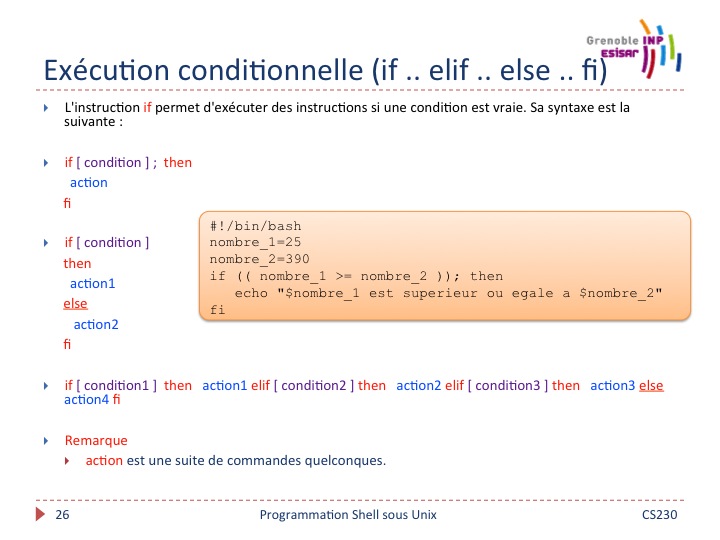 Grenoble INP
esisar
Exécution conditionnelle (if .. elif .. else .. fi)
L'instruction if permet d'exécuter des instructions si une condition est vraie. Sa syntaxe est la
suivante :
if [ condition ] ; then
action
fi
if [ condition ]
then
action1
else
action2
fi
#!/bin/bash
nombre_1=25
nombre_2=390
if (( nombre_1 >= nombre_2 )); then
echo "$nombre_1 est superieur ou egale a $nombre_2"
fi
if [ condition1 ] then action1 elif [ condition2 ] then action2 elif [ condition3 ] then action3 else
action4 fi
Remarque
action est une suite de commandes quelconques.
26 Programmation Shell sous Unix CS230